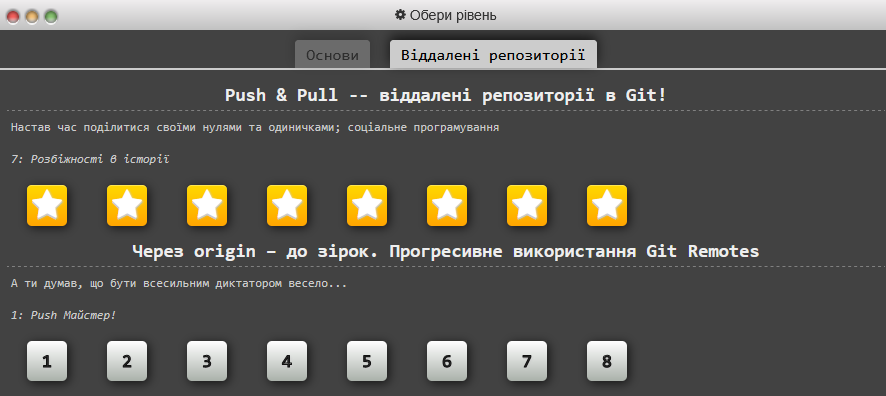 Обери рівень
Основи Віддалені репозиторії
Push & Pull -- віддалені репозиторії в Git!
Настав час поділитися своїми нулями та одиничками; соціальне програмування
7: Розбіжності в історії
Через origin – до зірок. Прогресивне використання Git Remotes
А ти думав, що бути всесильним диктатором весело...
1: Push Майстер!
1 2 3 4 5 6 7 8